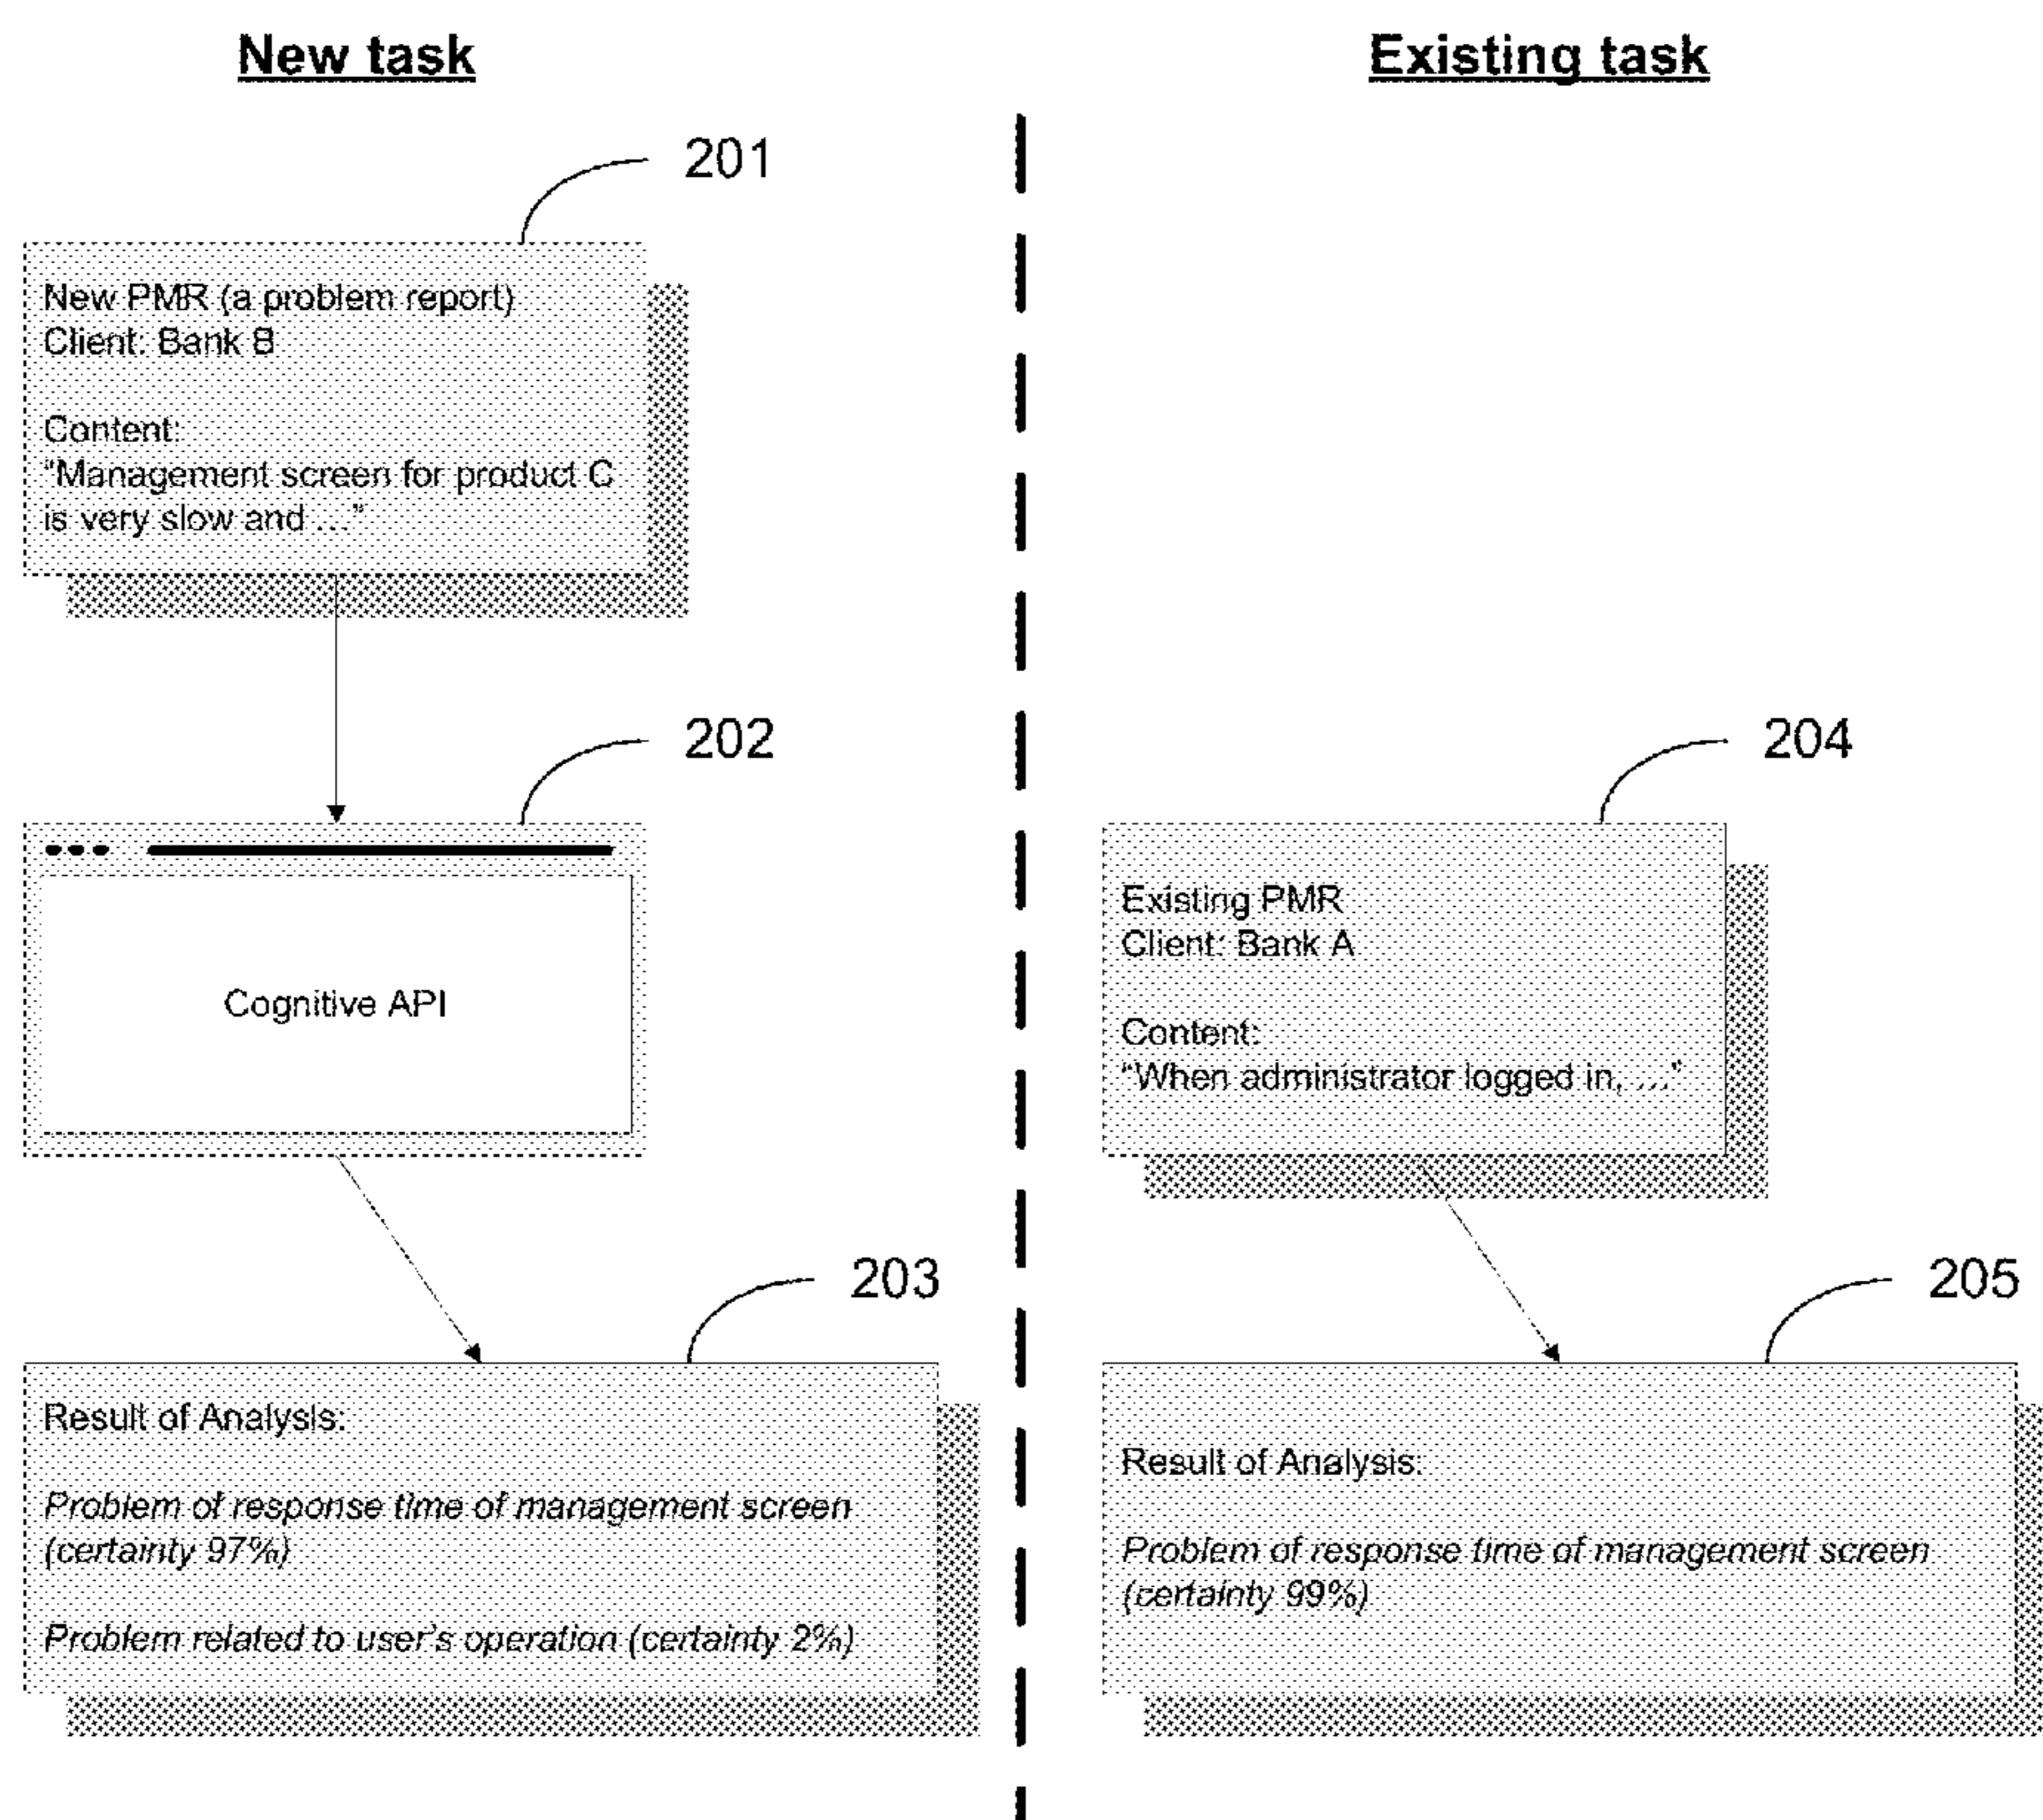 New task
201
New PMR (a problem report)
Client: Bank B
Content:
“Management screen for product C
is very slow and ...”
202
Cognitive API
203
Result of Analysis:
Problem of response time of management screen
(certainty 97%)
Problem related to user's operation (certainty 2%)
Existing task
204
Existing PMR
Client: Bank A
Content:
“When administrator logged in, ...”
205
Result of Analysis:
Problem of response time of management screen
(certainty 99%)